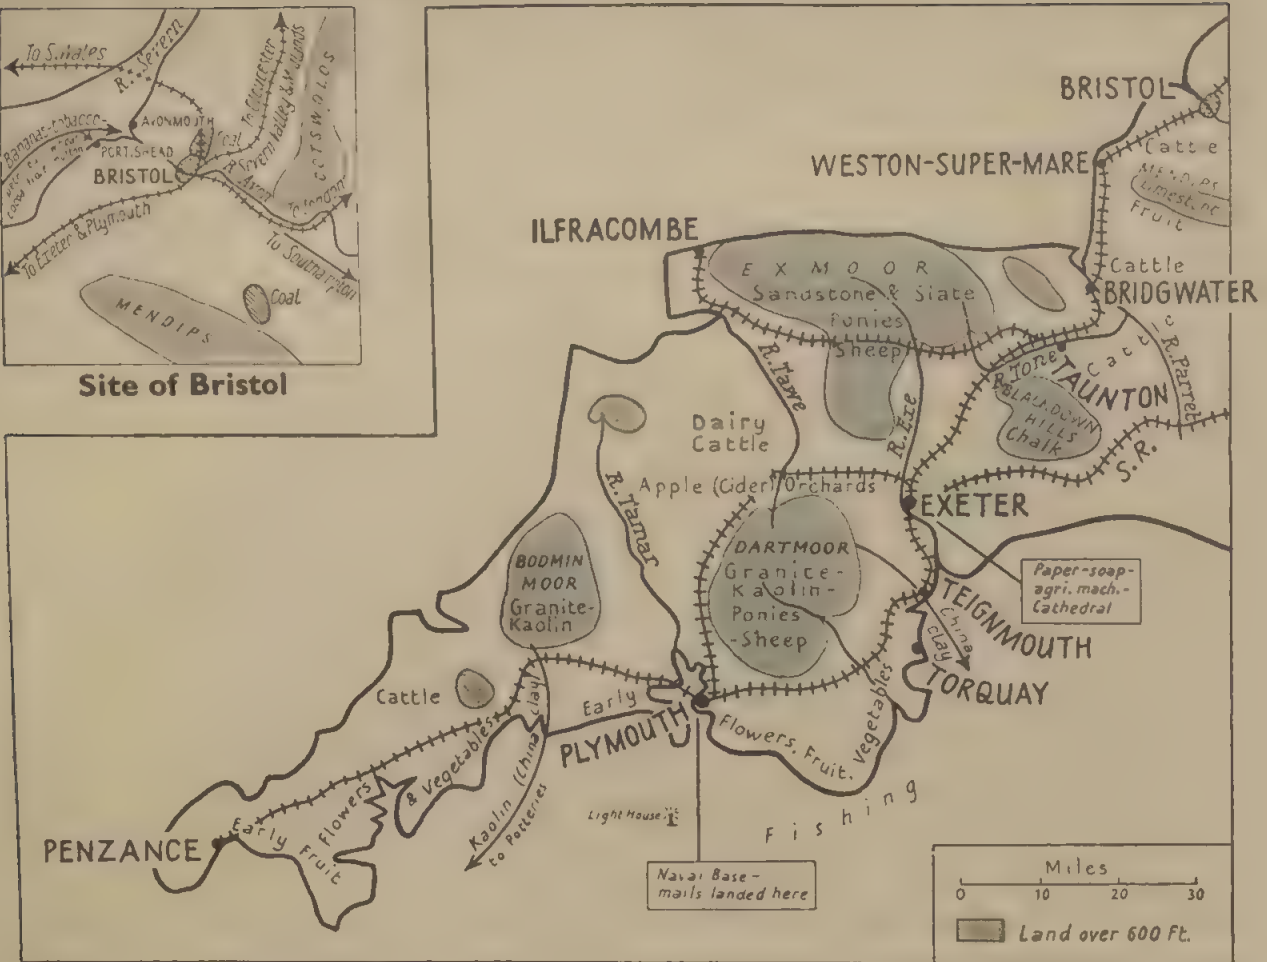 To S. Wales
R. Severn
To Gloucester
Severn Valley & Midlands
COTSWOLDS
Bananas-tobacco-
AVONMOUTH
Coal
PORTISHEAD
BRISTOL
R. Avon
To London
To Exeter & Plymouth
To Southampton
MENDIPS
Coal
Site of Bristol
BRISTOL
Cattle
WESTON-SUPER-MARE
MENDIPS
Limestone
Fruit
ILFRACOMBE
EXMOOR
Sandstone & Slate
Ponies
Sheep
Cattle
BRIDGWATER
R. Tawe
R. Exe
R. Tone
TAUNTON
Cattle
R. Parret
BLACKDOWN
HILLS
Chalk
S. R.
Dairy
Cattle
Apple (Cider) Orchards
R. Tamar
EXETER
BODMIN
MOOR
Granite-
Kaolin
DARTMOOR
Granite-
Kaolin-
Ponies
-Sheep
Paper-soap-
agri. mach.-
Cathedral
TEIGNMOUTH
China
clay
TORQUAY
Cattle
Early
Flowers
& Vegetables
PLYMOUTH
Flowers, Fruit, Vegetables
Kaolin (China clay)
to Potteries
Light House
Fishing
PENZANCE
Early Fruit
Naval Base-
mails landed here
Miles
0 10 20 30
Land over 600 Ft.